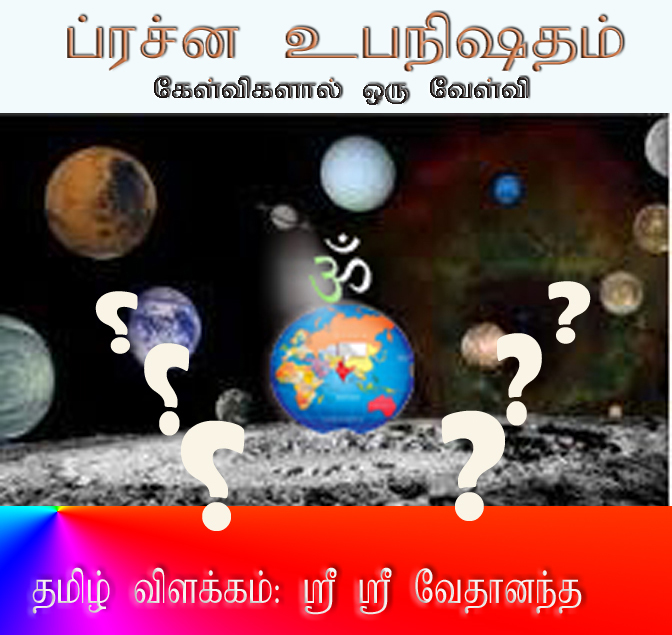 ப்ரச்ன உபநிஷதம்
கேள்விகளால் ஒரு வேள்வி
ॐ
? ?
? ?
? ?
தமிழ் விளக்கம்: ஸ்ரீ ஸ்ரீ வேதானந்த